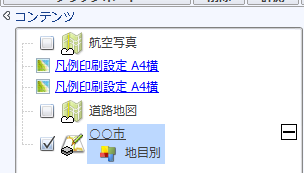 コンテンツ
航空写真
凡例印刷設定 A4横
凡例印刷設定 A4横
道路地図
○○市
地目別